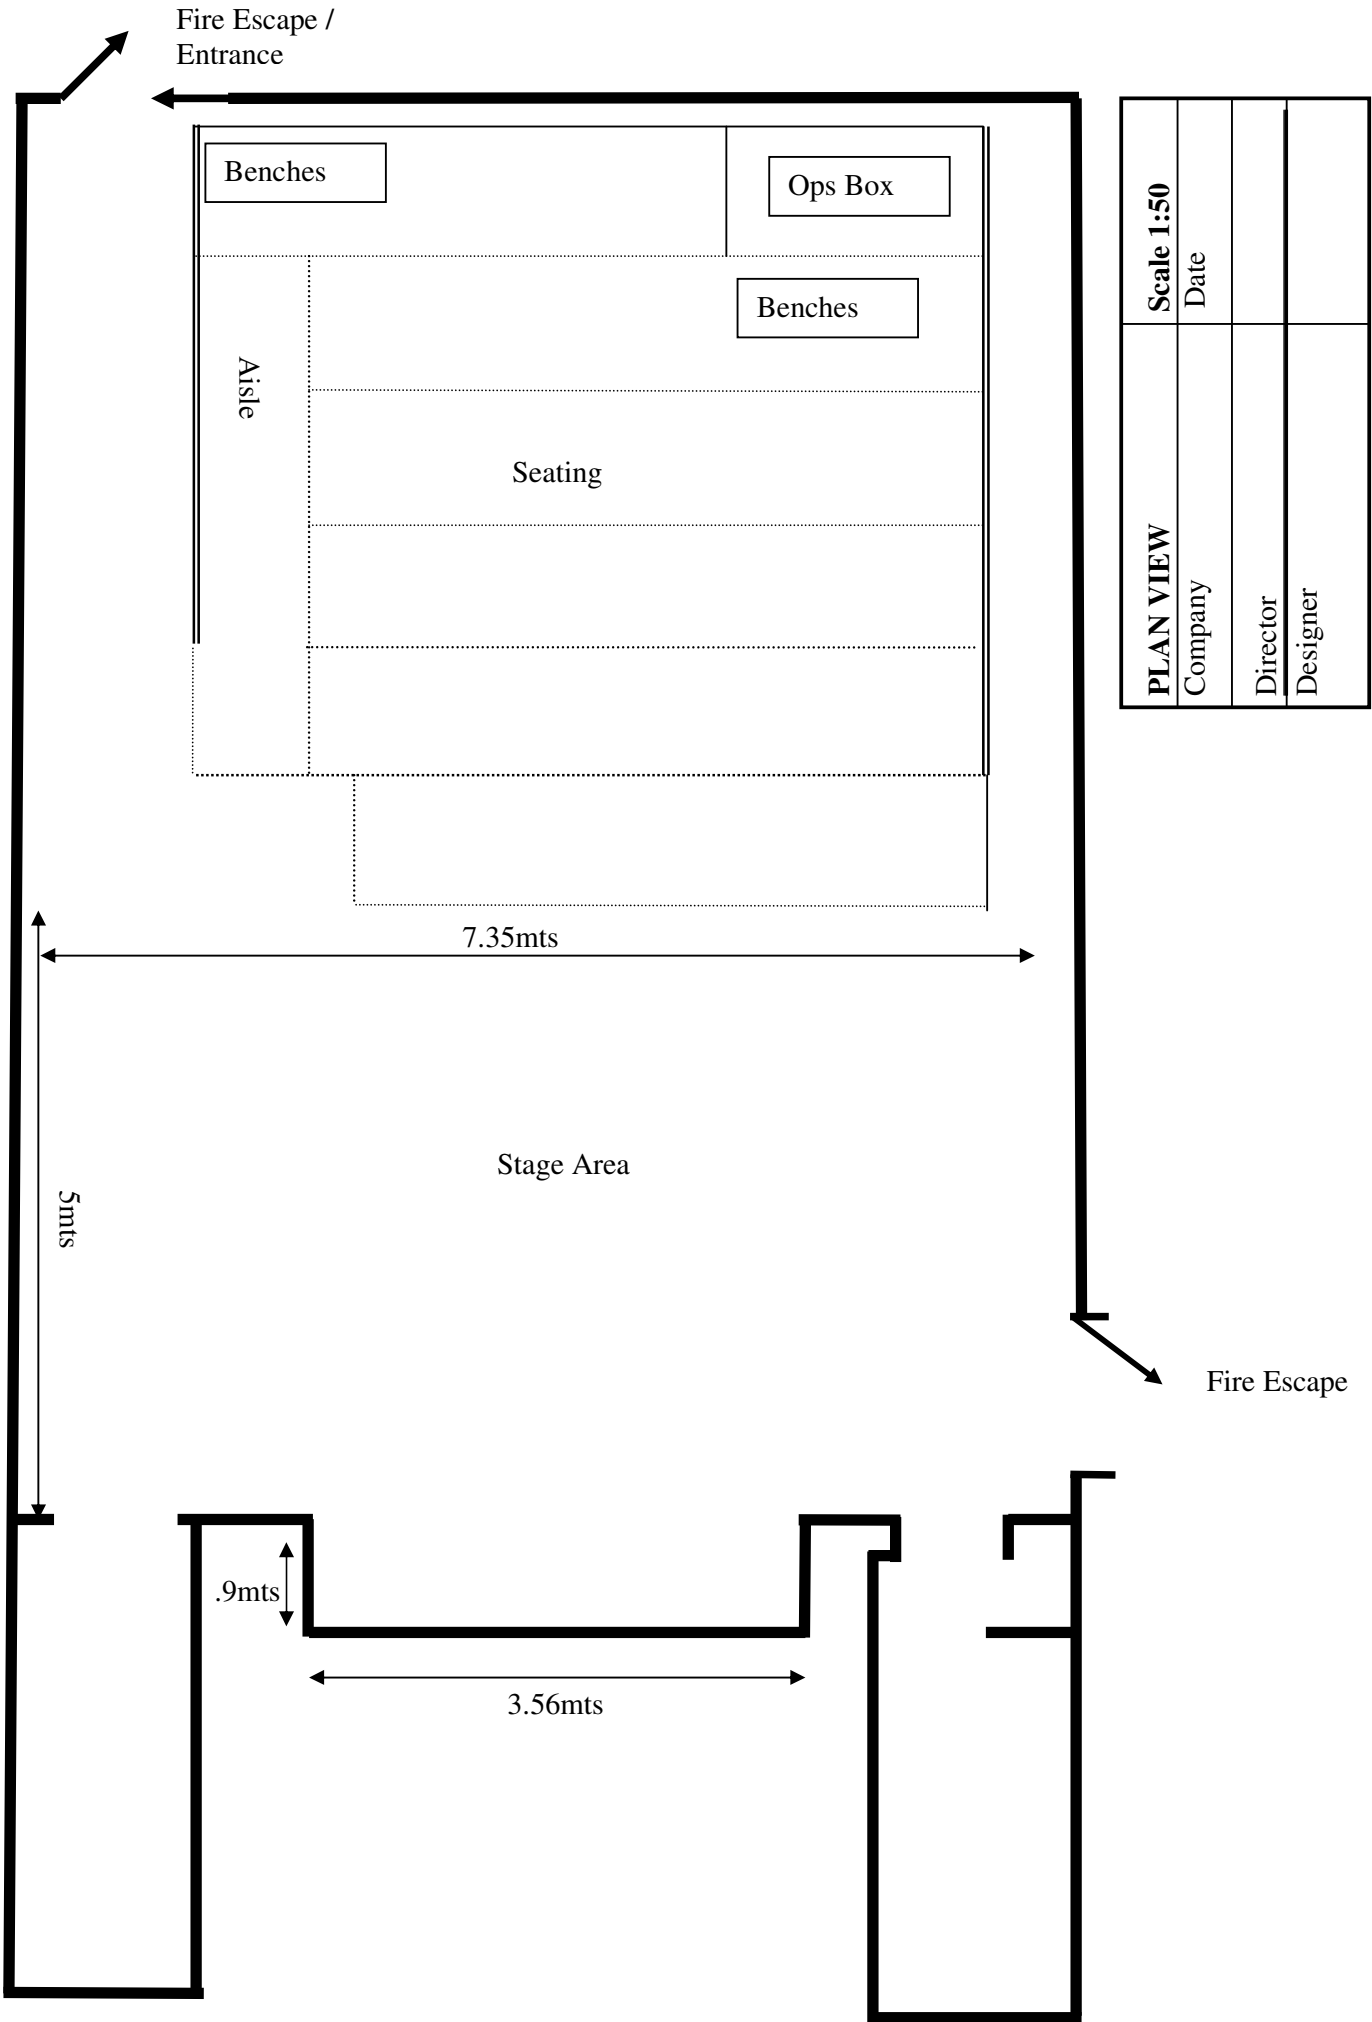 Fire Escape /
Entrance
Benches
Ops Box
Benches
Aisle
Seating
PLAN VIEW
Scale 1:50
Company
Date
Director
Designer
7.35mts
Stage Area
5mts
Fire Escape
.9mts
3.56mts